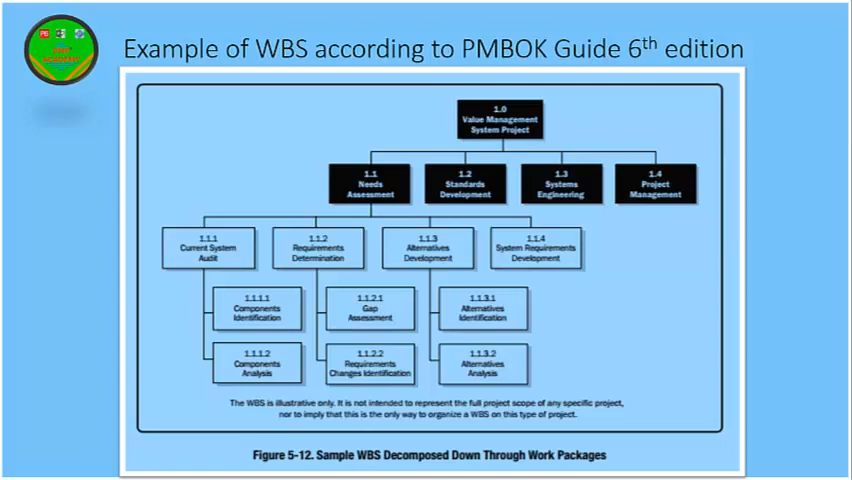 Example of WBS according to PMBOK Guide 6th edition
1.0
Value Management
System Project
1.1
Needs
Assessment
1.2
Standards
Development
1.3
Systems
Engineering
1.4
Project
Management
1.1.1
Current System
Audit
1.1.2
Requirements
Determination
1.1.3
Alternatives
Development
1.1.4
System Requirements
Development
1.1.1.1
Components
Identification
1.1.2.1
Gap
Assessment
1.1.3.1
Alternatives
Identification
1.1.1.2
Components
Analysis
1.1.2.2
Requirements
Changes Identification
1.1.3.2
Alternatives
Analysis
The WBS is illustrative only. It is not intended to represent the full project scope of any specific project,
nor to imply that this is the only way to organize a WBS on this type of project.
Figure 5-12. Sample WBS Decomposed Down Through Work Packages